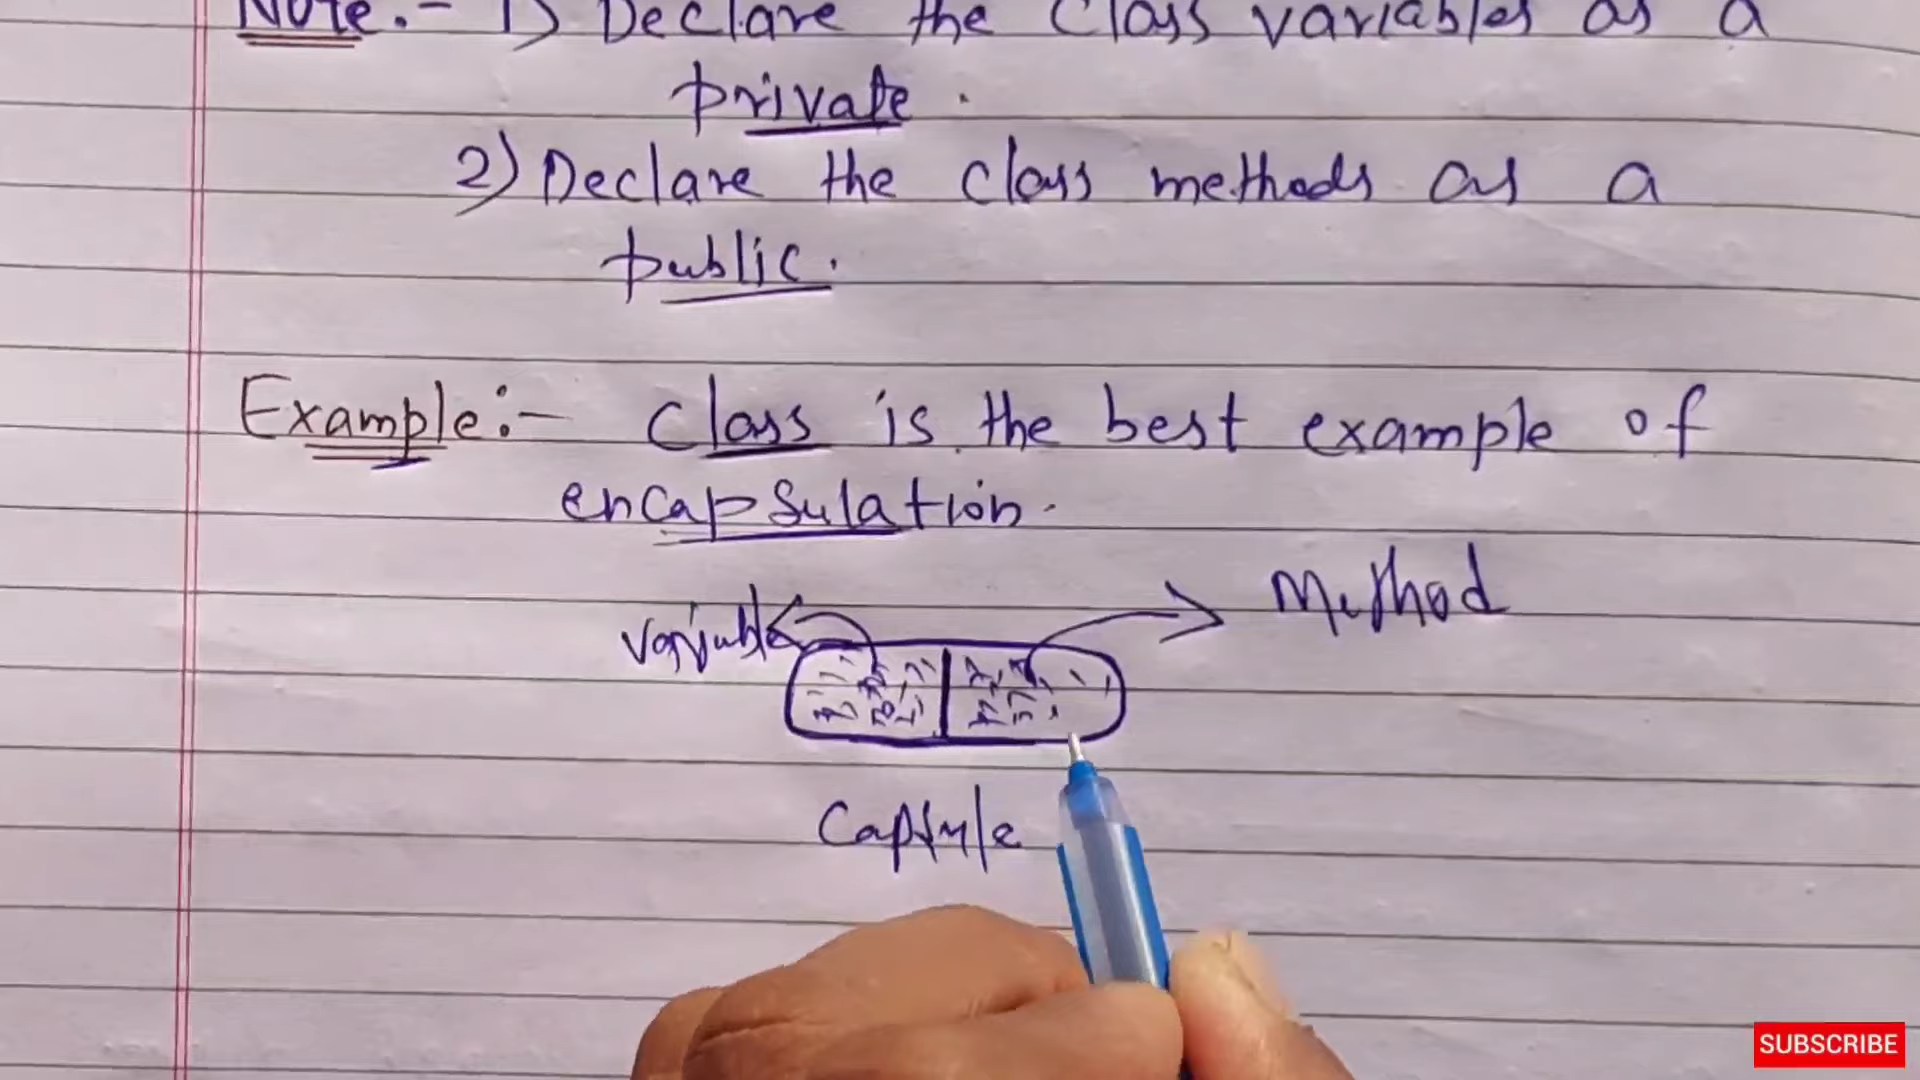 Note:- 1) Declare the Class variables as a
private.
2) Declare the class methods as a
public.
Example:- Class is the best example of
encapsulation.
Variable
Method
Capsule
SUBSCRIBE